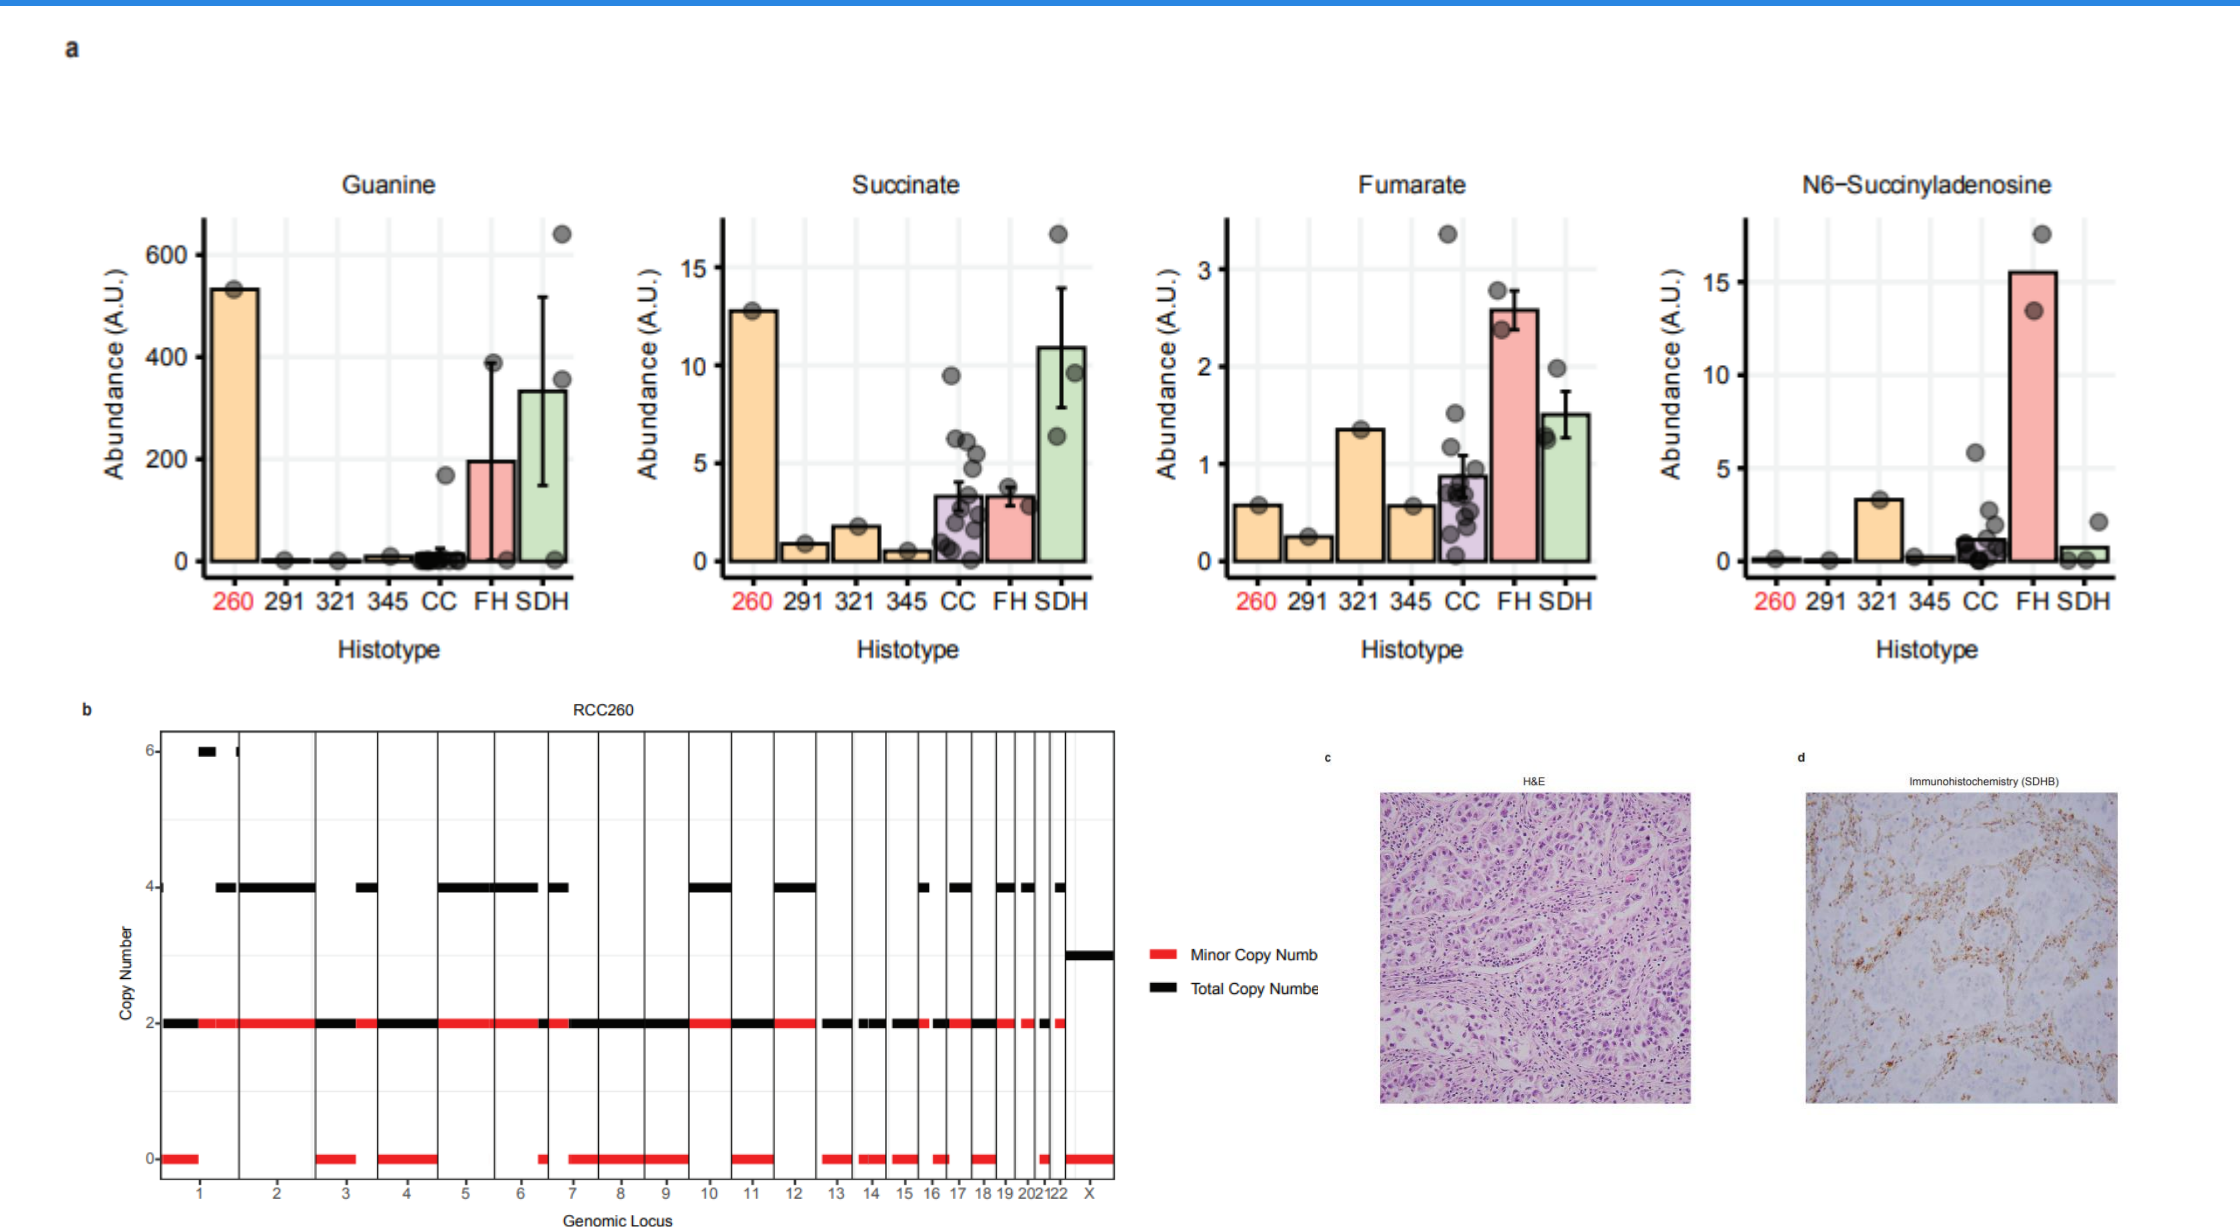 a
Guanine
Succinate
Fumarate
N6−Succinyladenosine
Abundance (A.U.)
600
400
200
0
260 291 321 345 CC FH SDH
Histotype
Abundance (A.U.)
15
10
5
0
260 291 321 345 CC FH SDH
Histotype
Abundance (A.U.)
3
2
1
0
260 291 321 345 CC FH SDH
Histotype
Abundance (A.U.)
15
10
5
0
260 291 321 345 CC FH SDH
Histotype
b
RCC260
Copy Number
6
4
2
0
1 2 3 4 5 6 7 8 9 10 11 12 13 14 15 16 17 18 19 20 21 22 X
Genomic Locus
Minor Copy Numb
Total Copy Numbe
c
H&E
d
Immunohistochemistry (SDHB)